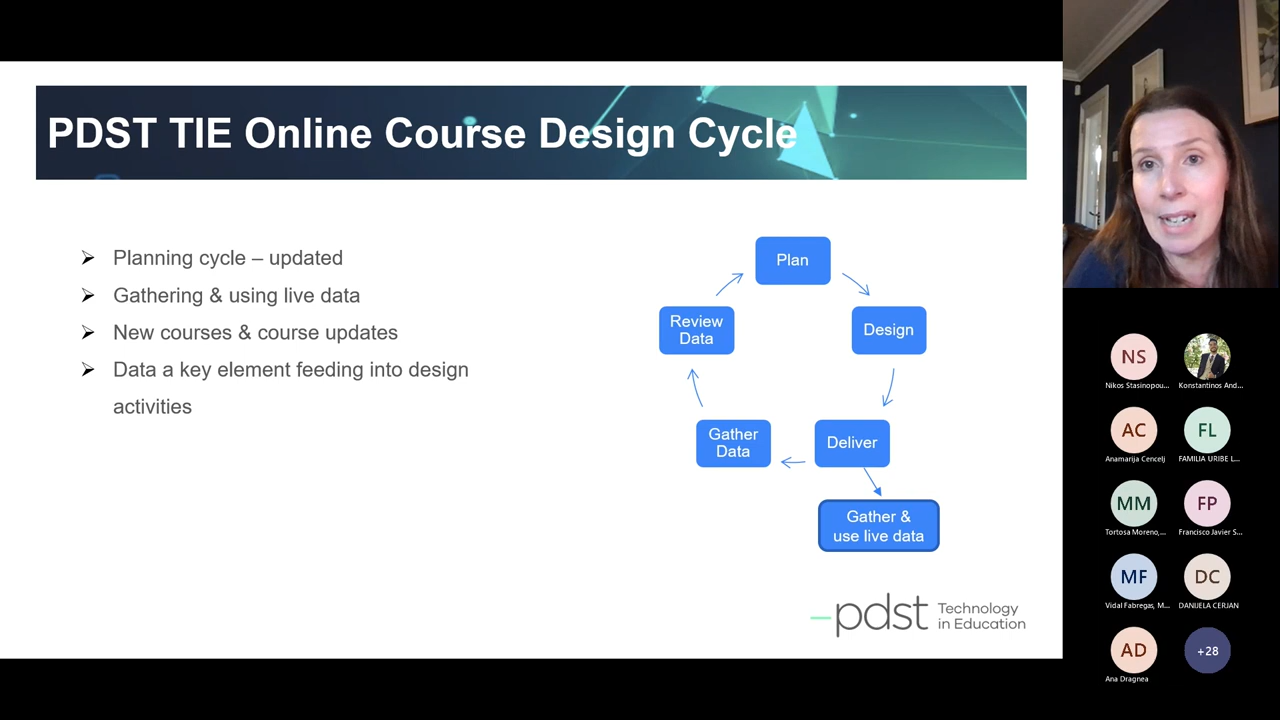 PDST TIE Online Course Design Cycle
Planning cycle – updated
Gathering & using live data
New courses & course updates
Data a key element feeding into design
activities
Plan
Review
Data
Design
Gather
Data
Deliver
Gather &
use live data
pdst Technology
in Education
NS
Nikos Stasinopou...
Konstantinos And...
AC
Anamarija Cencelj
FL
FAMILIA URIBE L...
MM
Tortosa Moreno,...
FP
Francisco Javier S...
MF
Vidal Fabregas, M...
DC
DANIJELA CERJAN
AD
Ana Dragnea
+28